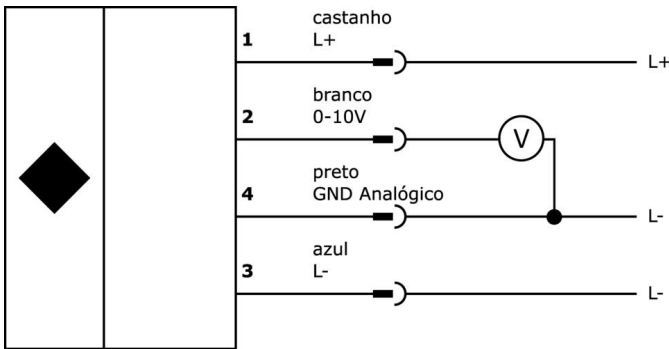 castanho
1 L+ L+
branco
2 0-10V V
preto
4 GND Analógico L-
azul
3 L- L-